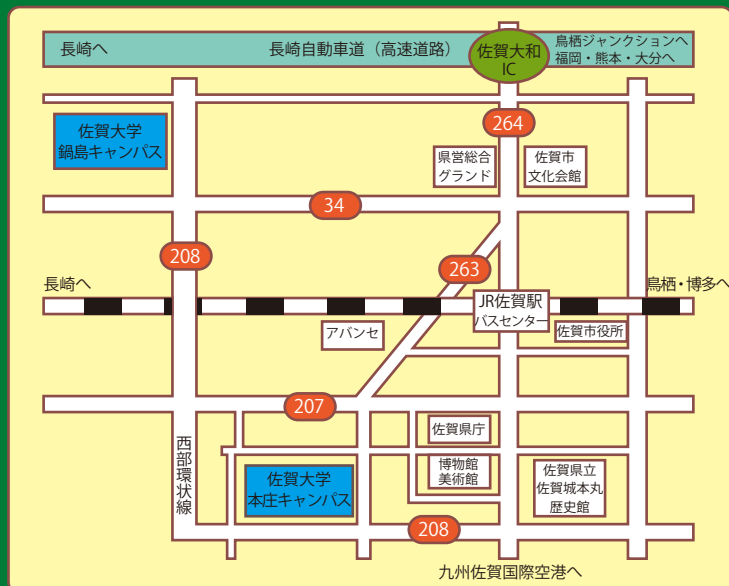 長崎へ
長崎自動車道（高速道路）
佐賀大和
IC
鳥栖ジャンクションへ
福岡・熊本・大分へ
佐賀大学
鍋島キャンパス
264
県営総合
グランド
佐賀市
文化会館
34
208
263
長崎へ
鳥栖・博多へ
JR佐賀駅
バスセンター
アバンセ
佐賀市役所
207
西部環状線
佐賀県庁
博物館
美術館
佐賀大学
本庄キャンパス
佐賀県立
佐賀城本丸
歴史館
208
九州佐賀国際空港へ